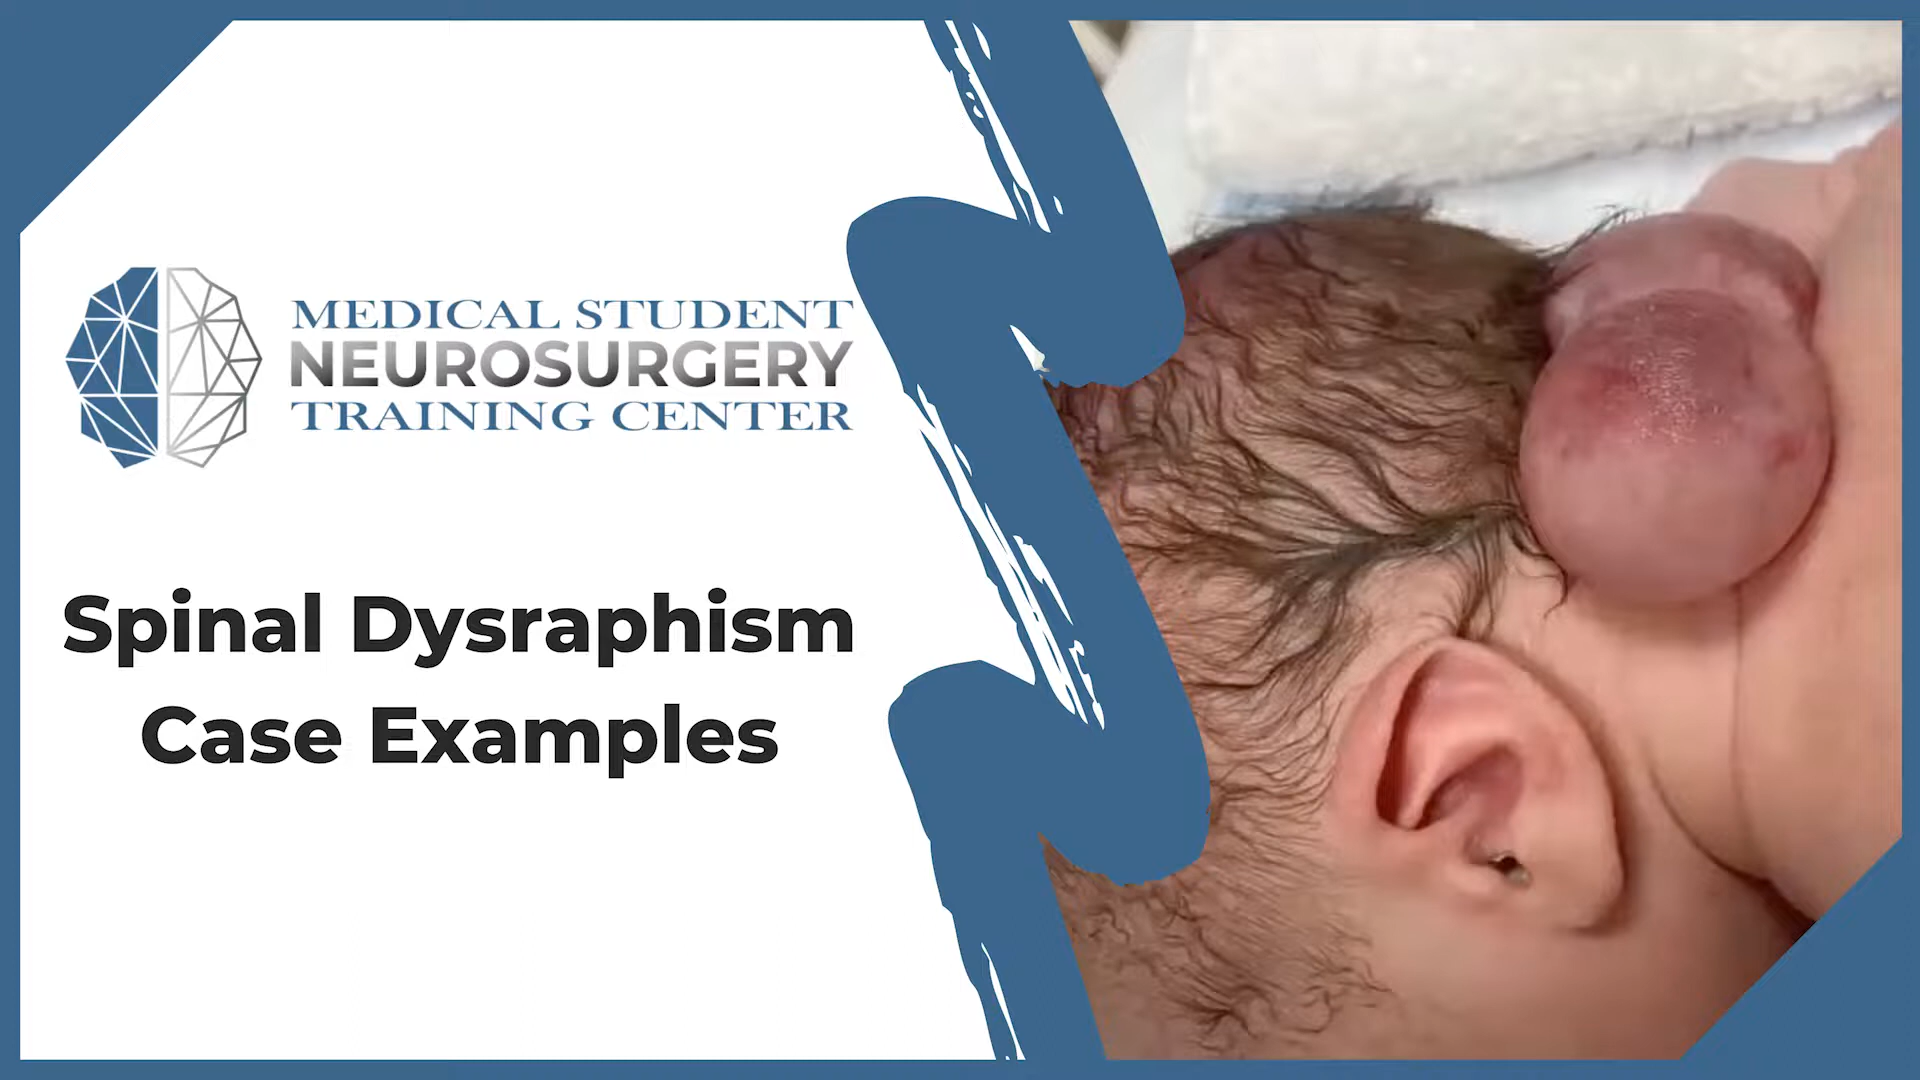 MEDICAL STUDENT
NEUROSURGERY
TRAINING CENTER
Spinal Dysraphism
Case Examples